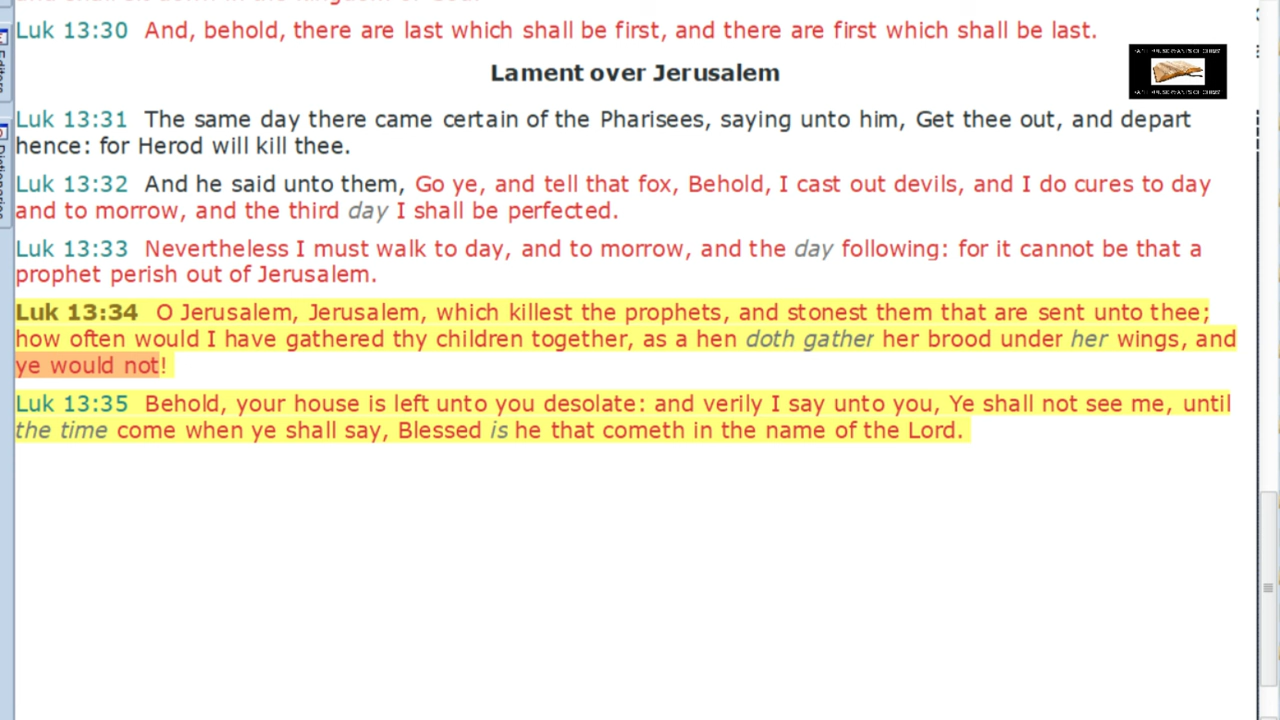 Luk 13:30 And, behold, there are last which shall be first, and there are first which shall be last.
Lament over Jerusalem
Luk 13:31 The same day there came certain of the Pharisees, saying unto him, Get thee out, and depart
hence: for Herod will kill thee.
Luk 13:32 And he said unto them, Go ye, and tell that fox, Behold, I cast out devils, and I do cures to day
and to morrow, and the third day I shall be perfected.
Luk 13:33 Nevertheless I must walk to day, and to morrow, and the day following: for it cannot be that a
prophet perish out of Jerusalem.
Luk 13:34 O Jerusalem, Jerusalem, which killest the prophets, and stonest them that are sent unto thee;
how often would I have gathered thy children together, as a hen doth gather her brood under her wings, and
ye would not!
Luk 13:35 Behold, your house is left unto you desolate: and verily I say unto you, Ye shall not see me, until
the time come when ye shall say, Blessed is he that cometh in the name of the Lord.
Editors
Dictionaries